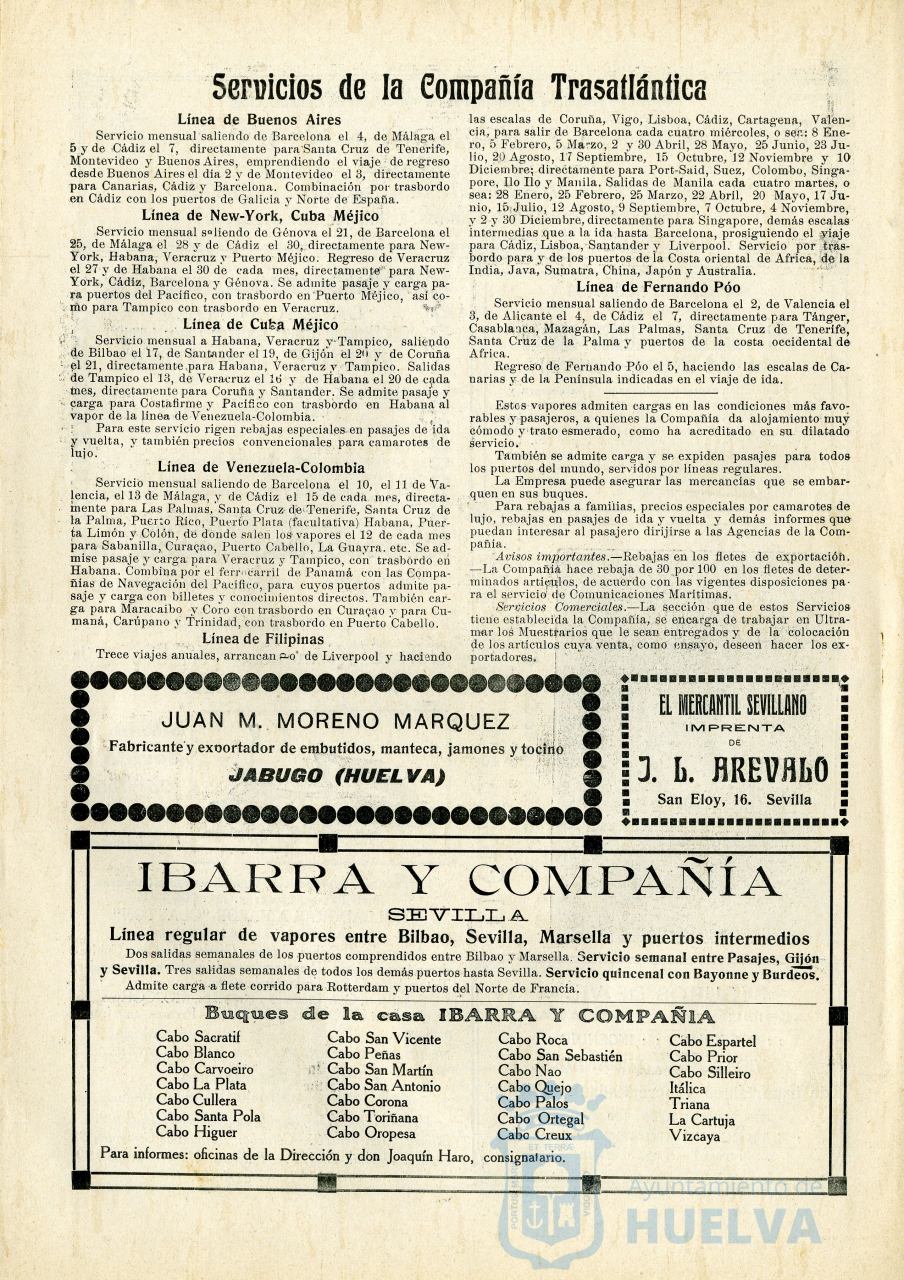 Servicios de la Compañía Trasatlántica
Línea de Buenos Aires
Servicio mensual saliendo de Barcelona el 4, de Málaga el
5 y de Cádiz el 7, directamente para Santa Cruz de Tenerife,
Montevideo y Buenos Aires, emprendiendo el viaje de regreso
desde Buenos Aires el día 2 y de Montevideo el 3, directamente
para Canarias, Cádiz y Barcelona. Combinación por trasbordo
en Cádiz con los puertos de Galicia y Norte de España.
Línea de New-York, Cuba Méjico
Servicio mensual saliendo de Génova el 21, de Barcelona el
25, de Málaga el 28 y de Cádiz el 30, directamente para New-
York, Habana, Veracruz y Puerto Méjico. Regreso de Veracruz
el 27 y de Habana el 30 de cada mes, directamente para New-
York, Cádiz, Barcelona y Génova. Se admite pasaje y carga pa-
ra puertos del Pacífico, con trasbordo en Puerto Méjico, así co-
mo para Tampico con trasbordo en Veracruz.
Línea de Cuba Méjico
Servicio mensual a Habana, Veracruz y Tampico, saliendo
de Bilbao el 17, de Santander el 19, de Gijón el 20 y de Coruña
el 21, directamente para Habana, Veracruz y Tampico. Salidas
de Tampico el 13, de Veracruz el 16 y de Habana el 20 de cada
mes, directamente para Coruña y Santander. Se admite pasaje y
carga para Costafirme y Pacífico con trasbordo en Habana al
vapor de la línea de Venezuela-Colombia.
Para este servicio rigen rebajas especiales en pasajes de ida
y vuelta, y también precios convencionales para camarotes de
lujo.
Línea de Venezuela-Colombia
Servicio mensual saliendo de Barcelona el 10, el 11 de Va-
lencia, el 13 de Málaga, y de Cádiz el 15 de cada mes, directa-
mente para Las Palmas, Santa Cruz de Tenerife, Santa Cruz de
la Palma, Puerto Rico, Puerto Plata (facultativa) Habana, Puer-
ta Limón y Colón, de donde salen los vapores el 12 de cada mes
para Sabanilla, Curaçao, Puerto Cabello, La Guayra. etc. Se ad-
mise pasaje y carga para Veracruz y Tampico, con trasbordo en
Habana. Combina por el ferrocarril de Panamá con las Compa-
ñías de Navegación del Pacífico, para cuyos puertos admite pa-
saje y carga con billetes y conocimientos directos. También car-
ga para Maracaibo y Coro con trasbordo en Curaçao y para Cu-
maná, Carúpano y Trinidad, con trasbordo en Puerto Cabello.
Línea de Filipinas
Trece viajes anuales, arrancando de Liverpool y haciendo
las escalas de Coruña, Vigo, Lisboa, Cádiz, Cartagena, Valen-
cia, para salir de Barcelona cada cuatro miércoles, o sea: 8 Ene-
ro, 5 Febrero, 5 Marzo, 2 y 30 Abril, 28 Mayo, 25 Junio, 23 Ju-
lio, 20 Agosto, 17 Septiembre, 15 Octubre, 12 Noviembre y 10
Diciembre; directamente para Port-Said, Suez, Colombo, Singa-
pore, Ilo Ilo y Manila. Salidas de Manila cada cuatro martes, o
sea: 28 Enero, 25 Febrero, 25 Marzo, 22 Abril, 20 Mayo, 17 Ju-
nio, 15 Julio, 12 Agosto, 9 Septiembre, 7 Octubre, 4 Noviembre,
y 2 y 30 Diciembre, directamente para Singapore, demás escalas
intermedias que a la ida hasta Barcelona, prosiguiendo el viaje
para Cádiz, Lisboa, Santander y Liverpool. Servicio por tras-
bordo para y de los puertos de la Costa oriental de Africa, de la
India, Java, Sumatra, China, Japón y Australia.
Línea de Fernando Póo
Servicio mensual saliendo de Barcelona el 2, de Valencia el
3, de Alicante el 4, de Cádiz el 7, directamente para Tánger,
Casablanca, Mazagán, Las Palmas, Santa Cruz de Tenerife,
Santa Cruz de la Palma y puertos de la costa occidental de
Africa.
Regreso de Fernando Póo el 5, haciendo las escalas de Ca-
narias y de la Península indicadas en el viaje de ida.
Estos vapores admiten cargas en las condiciones más favo-
rables y pasajeros, a quienes la Compañía da alojamiento muy
cómodo y trato esmerado, como ha acreditado en su dilatado
servicio.
También se admite carga y se expiden pasajes para todos
los puertos del mundo, servidos por líneas regulares.
La Empresa puede asegurar las mercancías que se embar-
quen en sus buques.
Para rebajas a familias, precios especiales por camarotes de
lujo, rebajas en pasajes de ida y vuelta y demás informes que
puedan interesar al pasajero dirijirse a las Agencias de la Com-
pañía.
Avisos importantes.—Rebajas en los fletes de exportación.
—La Compañía hace rebaja de 30 por 100 en los fletes de deter-
minados artículos, de acuerdo con las vigentes disposiciones pa-
ra el servicio de Comunicaciones Marítimas.
Servicios Comerciales.—La sección que de estos Servicios
tiene establecida la Compañía, se encarga de trabajar en Ultra-
mar los Muestrarios que le sean entregados y de la colocación
de los artículos cuya venta, como ensayo, deseen hacer los ex-
portadores.
JUAN M. MORENO MARQUEZ
Fabricante y exportador de embutidos, manteca, jamones y tocino
JABUGO (HUELVA)
EL MERCANTIL SEVILLANO
IMPRENTA
DE
J. L. AREVALO
San Eloy, 16. Sevilla
IBARRA Y COMPAÑÍA
SEVILLA
Línea regular de vapores entre Bilbao, Sevilla, Marsella y puertos intermedios
Dos salidas semanales de los puertos comprendidos entre Bilbao y Marsella. Servicio semanal entre Pasajes, Gijón
y Sevilla. Tres salidas semanales de todos los demás puertos hasta Sevilla. Servicio quincenal con Bayonne y Burdeos.
Admite carga a flete corrido para Rotterdam y puertos del Norte de Francia.
Buques de la casa IBARRA Y COMPAÑIA
Cabo Sacratif
Cabo Blanco
Cabo Carvoeiro
Cabo La Plata
Cabo Cullera
Cabo Santa Pola
Cabo Higuer
Cabo San Vicente
Cabo Peñas
Cabo San Martín
Cabo San Antonio
Cabo Corona
Cabo Toriñana
Cabo Oropesa
Cabo Roca
Cabo San Sebastién
Cabo Nao
Cabo Quejo
Cabo Palos
Cabo Ortegal
Cabo Creux
Cabo Espartel
Cabo Prior
Cabo Silleiro
Itálica
Triana
La Cartuja
Vizcaya
Para informes: oficinas de la Dirección y don Joaquín Haro, consignatario.
Ayuntamiento de
HUELVA